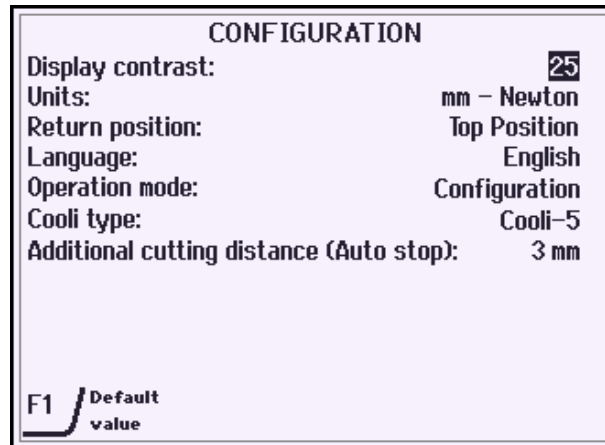 CONFIGURATION
Display contrast: 25
Units: mm – Newton
Return position: Top Position
Language: English
Operation mode: Configuration
Cooli type: Cooli-5
Additional cutting distance (Auto stop): 3 mm
F1 Default
value